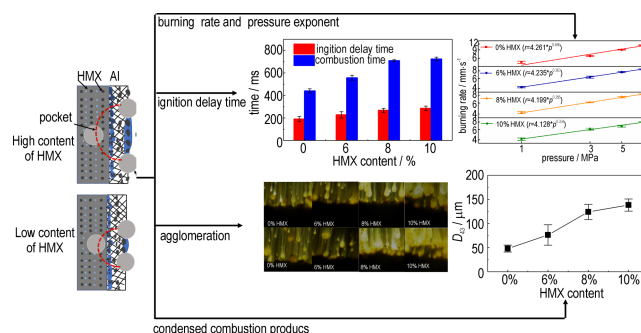 burning rate and pressure exponent
HMX Al
pocket
High content
of HMX
Low content
of HMX
ignition delay time
agglomeration
condensed combustion producs
ingition delay time
combustion time
800
600
400
200
0
time / ms
0 6 8 10
HMX content / %
0% HMX 6% HMX 8% HMX 10% HMX
0% HMX 6% HMX 8% HMX 10% HMX
burning rate / mm·s-1
0% HMX (r=4.261*p
6% HMX (r=4.235*p
8% HMX (r=4.199*p
10% HMX (r=4.128*p
1 3 5
pressure / MPa
D43 / μm
200
150
100
50
0
0% 6% 8% 10%
HMX content